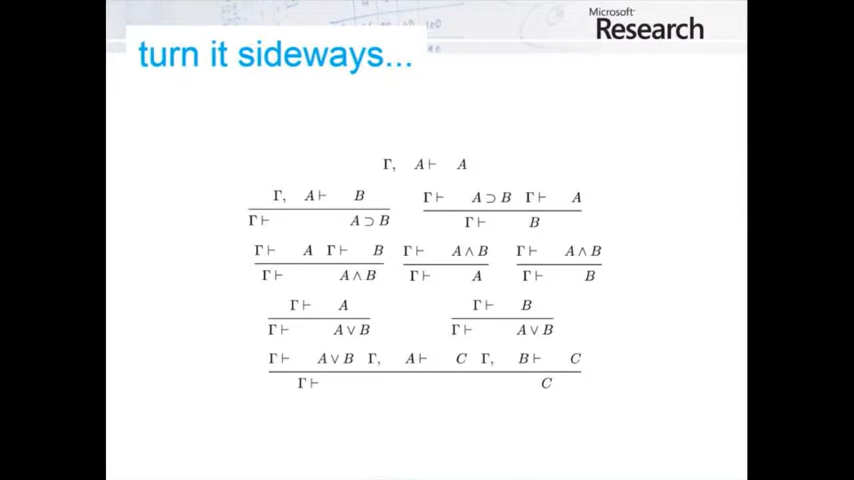 Microsoft
Research
turn it sideways...
Γ, A ⊢ A
Γ, A ⊢ B
Γ ⊢ A ⊃ B
Γ ⊢ A ⊃ B Γ ⊢ A
Γ ⊢ B
Γ ⊢ A Γ ⊢ B
Γ ⊢ A ∧ B
Γ ⊢ A ∧ B
Γ ⊢ A
Γ ⊢ A ∧ B
Γ ⊢ B
Γ ⊢ A
Γ ⊢ A ∨ B
Γ ⊢ B
Γ ⊢ A ∨ B
Γ ⊢ A ∨ B Γ, A ⊢ C Γ, B ⊢ C
Γ ⊢ C